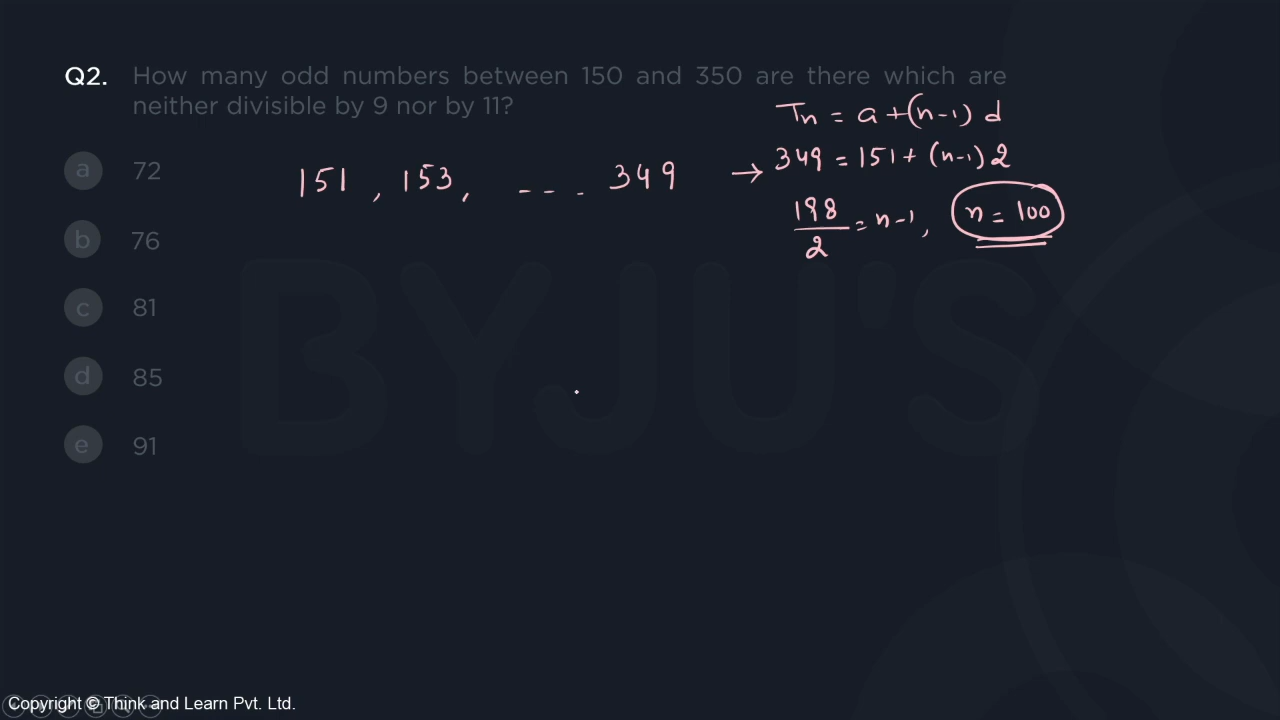 Q2. How many odd numbers between 150 and 350 are there which are
neither divisible by 9 nor by 11?
Tn = a + (n-1) d
a 72
151 , 153, - - - . 349 → 349 = 151 + (n-1) 2
198/2 = n-1, n = 100
b 76
c 81
d 85
e 91
BYJU'S
Copyright © Think and Learn Pvt. Ltd.